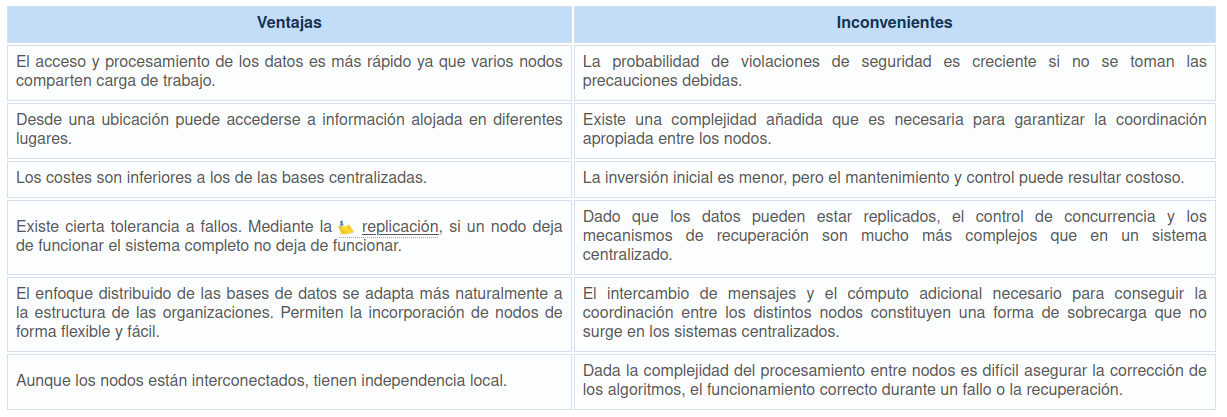 Ventajas
Inconvenientes
El acceso y procesamiento de los datos es más rápido ya que varios nodos
comparten carga de trabajo.
La probabilidad de violaciones de seguridad es creciente si no se toman las
precauciones debidas.
Desde una ubicación puede accederse a información alojada en diferentes
lugares.
Existe una complejidad añadida que es necesaria para garantizar la coordinación
apropiada entre los nodos.
Los costes son inferiores a los de las bases centralizadas.
La inversión inicial es menor, pero el mantenimiento y control puede resultar costoso.
Existe cierta tolerancia a fallos. Mediante la replicación, si un nodo deja
de funcionar el sistema completo no deja de funcionar.
Dado que los datos pueden estar replicados, el control de concurrencia y los
mecanismos de recuperación son mucho más complejos que en un sistema
centralizado.
El enfoque distribuido de las bases de datos se adapta más naturalmente a
la estructura de las organizaciones. Permiten la incorporación de nodos de
forma flexible y fácil.
El intercambio de mensajes y el cómputo adicional necesario para conseguir la
coordinación entre los distintos nodos constituyen una forma de sobrecarga que no
surge en los sistemas centralizados.
Aunque los nodos están interconectados, tienen independencia local.
Dada la complejidad del procesamiento entre nodos es difícil asegurar la corrección de
los algoritmos, el funcionamiento correcto durante un fallo o la recuperación.